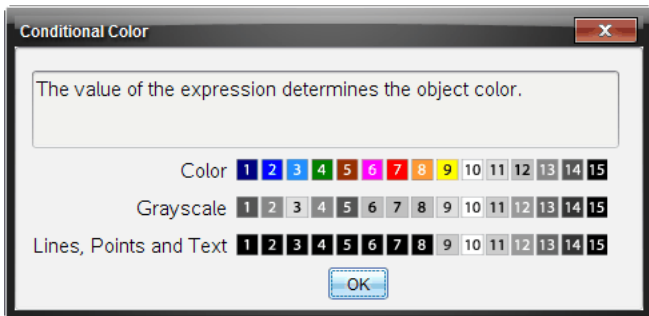 Conditional Color
The value of the expression determines the object color.
Color 1 2 3 4 5 6 7 8 9 10 11 12 13 14 15
Grayscale 1 2 3 4 5 6 7 8 9 10 11 12 13 14 15
Lines, Points and Text 1 2 3 4 5 6 7 8 9 10 11 12 13 14 15
OK